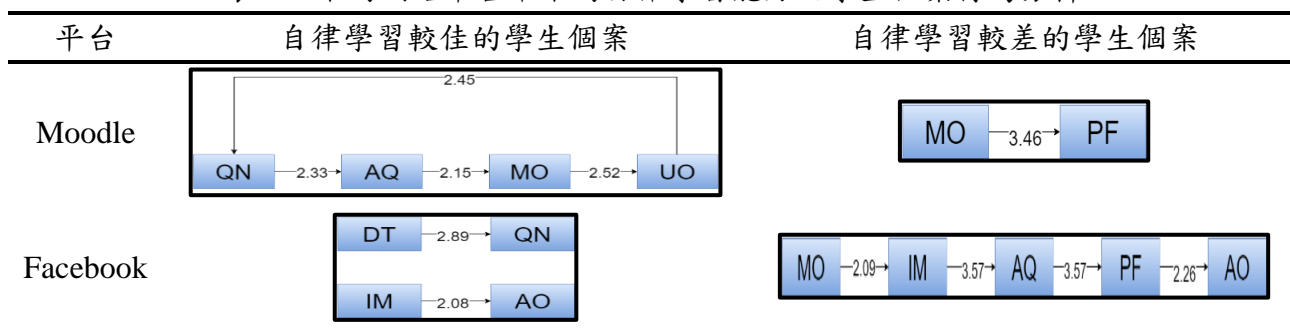 平台 自律學習較佳的學生個案 自律學習較差的學生個案
Moodle
2.45
QN 2.33 AQ 2.15 MO 2.52 UO
MO 3.46 PF
Facebook
DT 2.89 QN
IM 2.08 AO
MO 2.09 IM 3.57 AQ 3.57 PF 2.26 AO